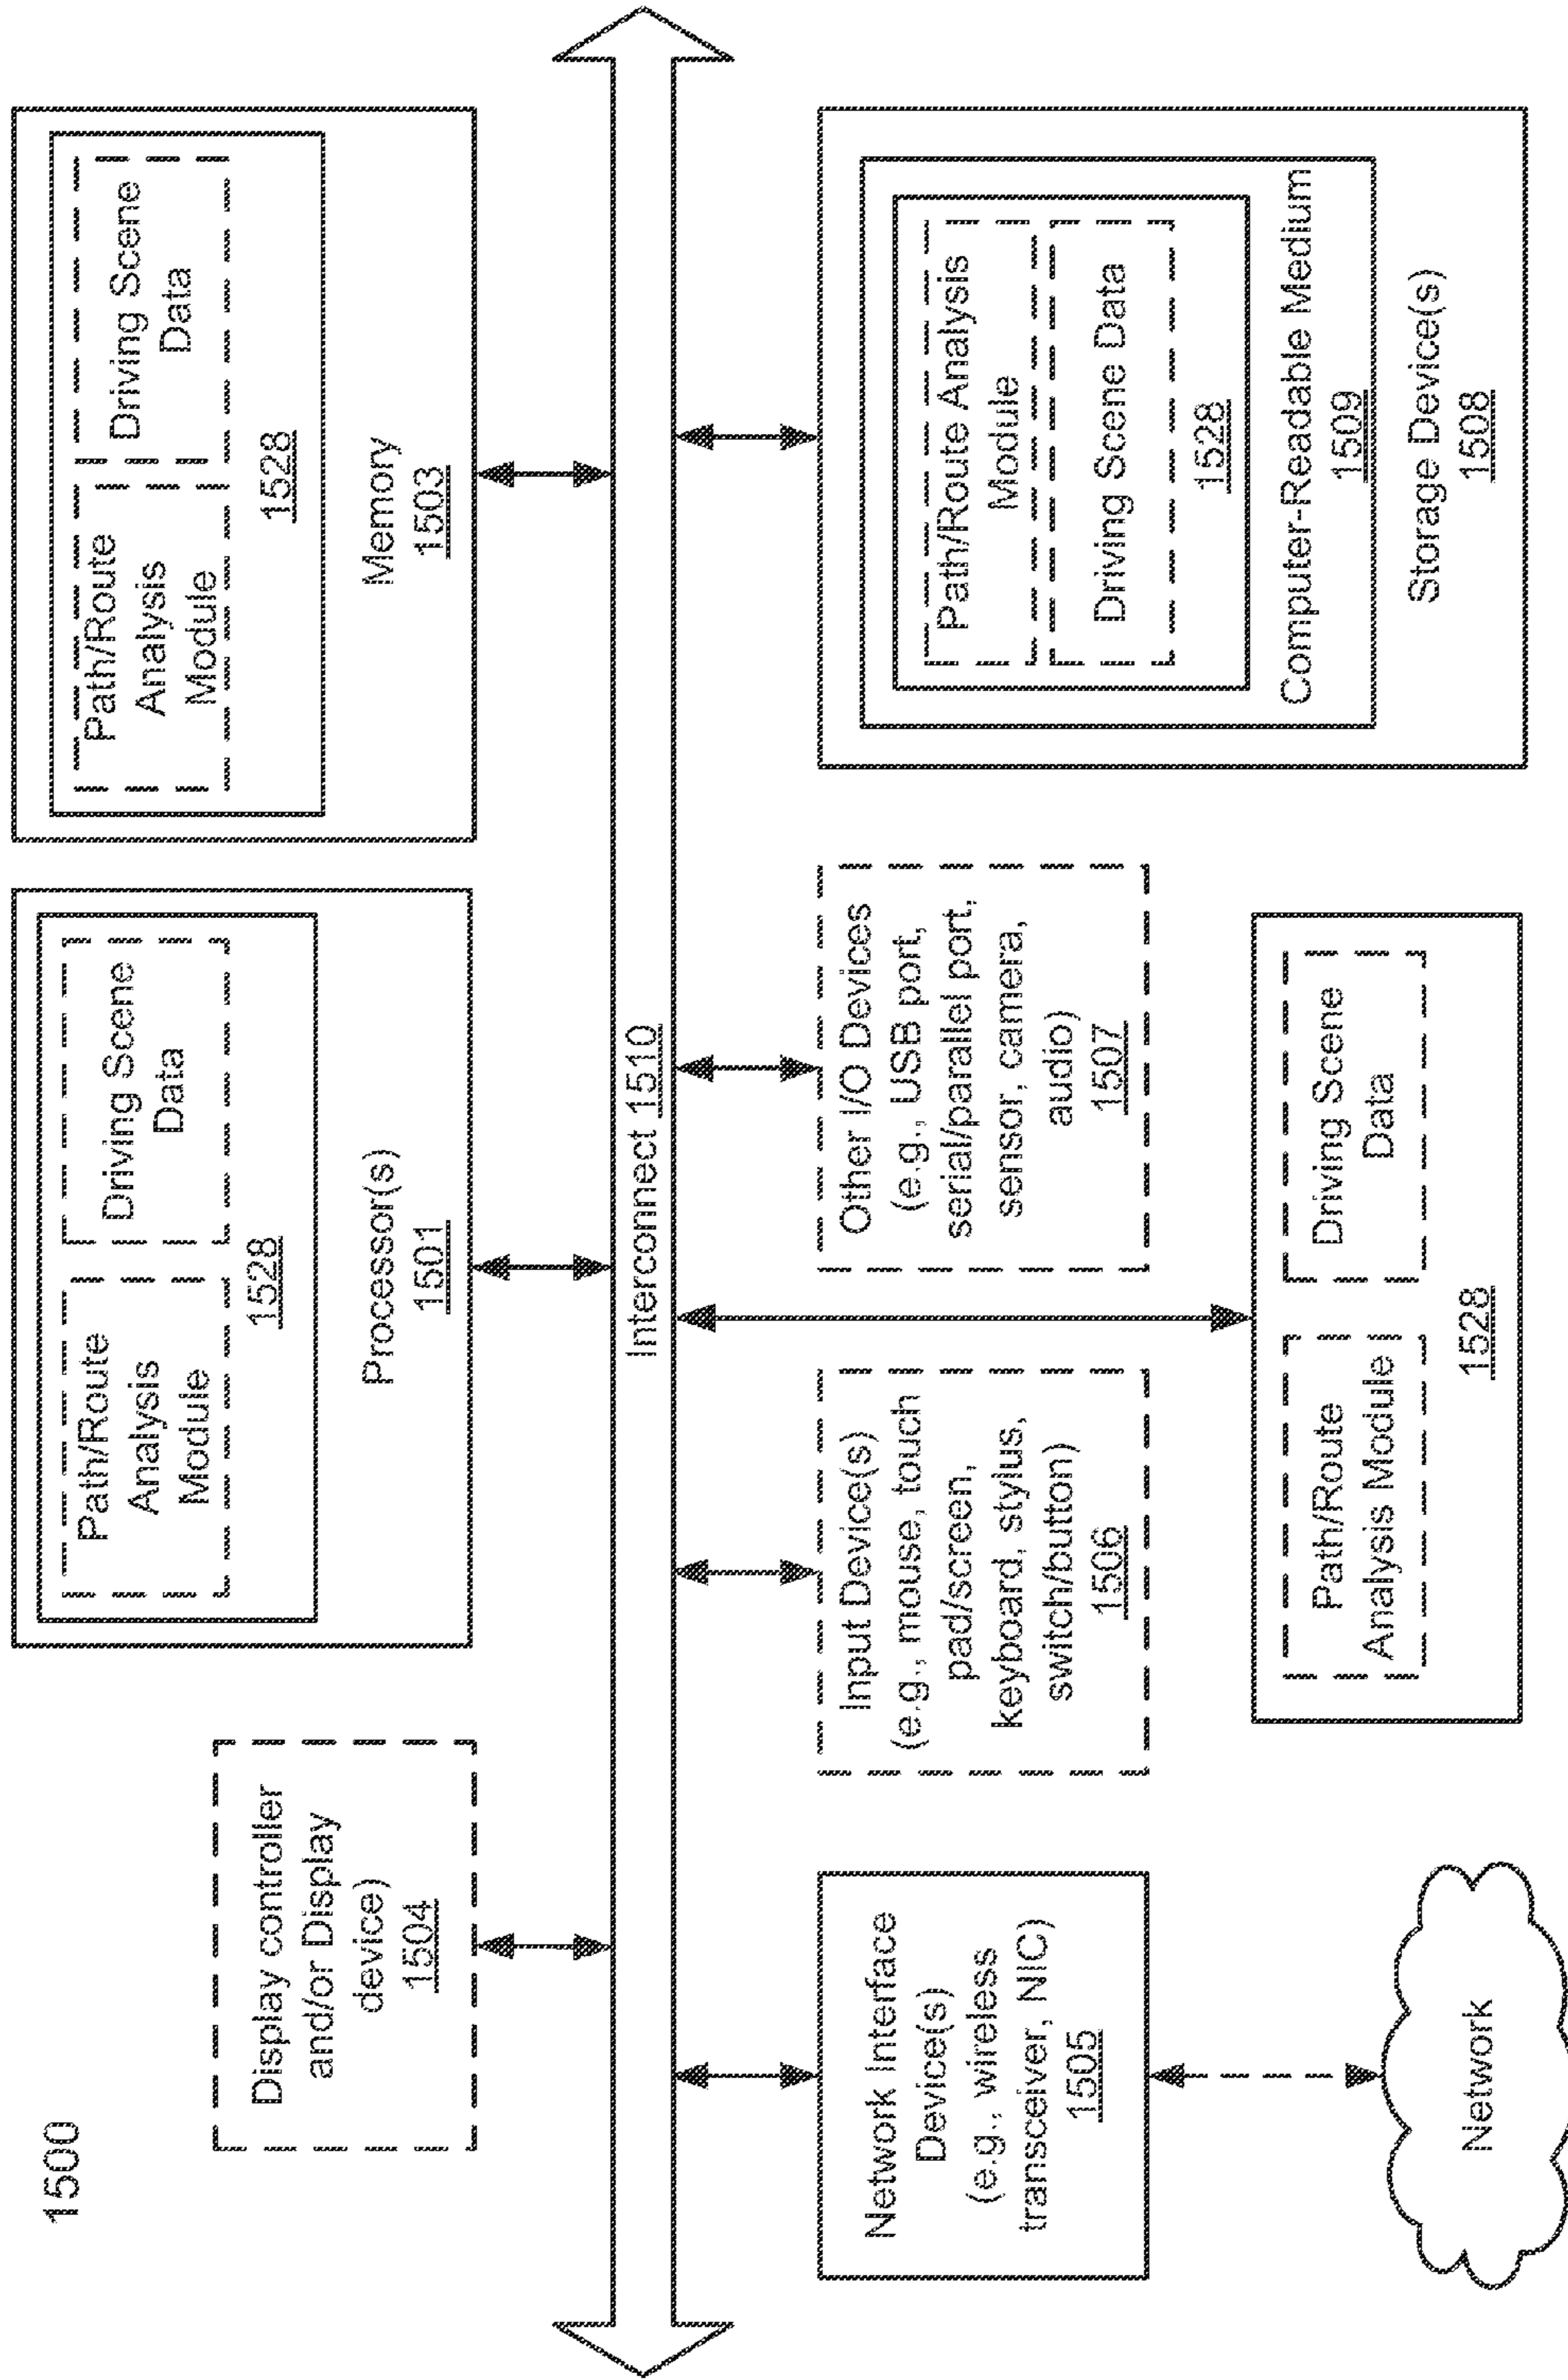 1500
Display controller
and/or Display
device)
1504
Path/Route
Analysis
Module
Driving Scene
Data
1528
Processor(s)
1501
Path/Route
Analysis
Module
Driving Scene
Data
1528
Memory
1503
Interconnect 1510
Network Interface
Device(s)
(e.g., wireless
transceiver, NIC)
1505
Network
Input Device(s)
(e.g., mouse, touch
pad/screen,
keyboard, stylus,
switch/button)
1506
Other I/O Devices
(e.g., USB port,
serial/parallel port,
sensor, camera,
audio)
1507
Path/Route
Analysis Module
Driving Scene
Data
1528
Path/Route Analysis
Module
Driving Scene Data
1528
Computer-Readable Medium
1509
Storage Device(s)
1508